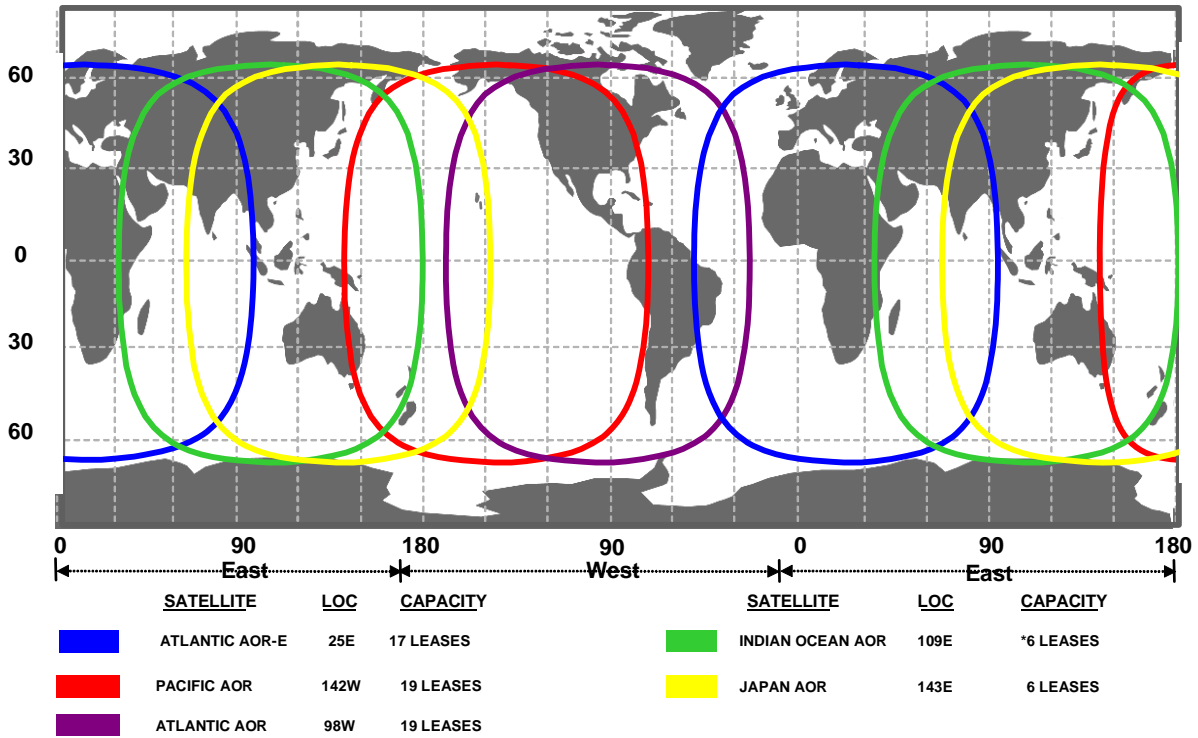 60
30
0
30
60
0 90 180 90 0 90 180
East West East
SATELLITE LOC CAPACITY SATELLITE LOC CAPACITY
ATLANTIC AOR-E 25E 17 LEASES INDIAN OCEAN AOR 109E *6 LEASES
PACIFIC AOR 142W 19 LEASES JAPAN AOR 143E 6 LEASES
ATLANTIC AOR 98W 19 LEASES